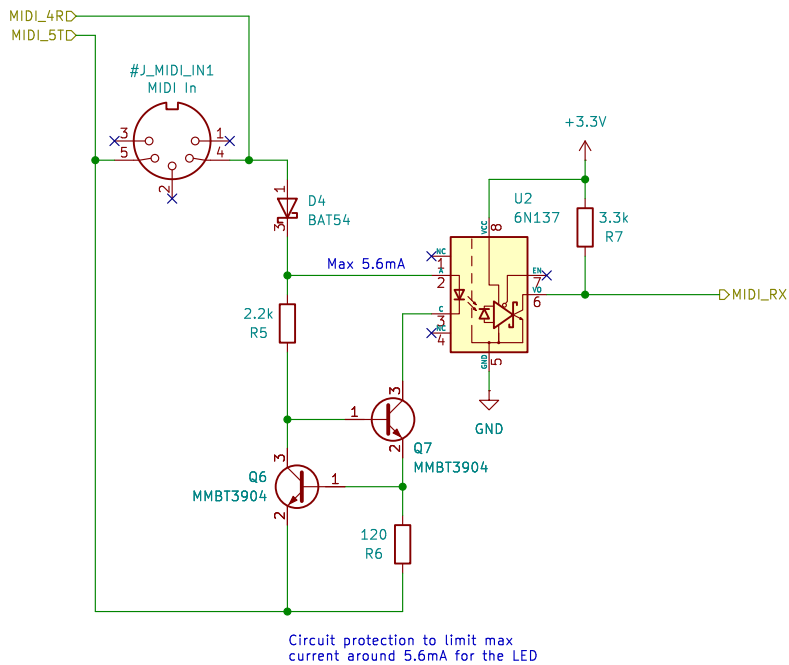 MIDI_4R
MIDI_5T
#J_MIDI_IN1
MIDI In
3
1
5
4
2
+3.3V
1
D4
BAT54
3
U2
6N137
3.3k
R7
VCC
8
Max 5.6mA
NC
1
A
2
EN
7
VO
6
MIDI_RX
C
3
NC
4
GND
5
2.2k
R5
GND
3
1
Q7
2
MMBT3904
3
Q6
MMBT3904
1
2
120
R6
Circuit protection to limit max
current around 5.6mA for the LED